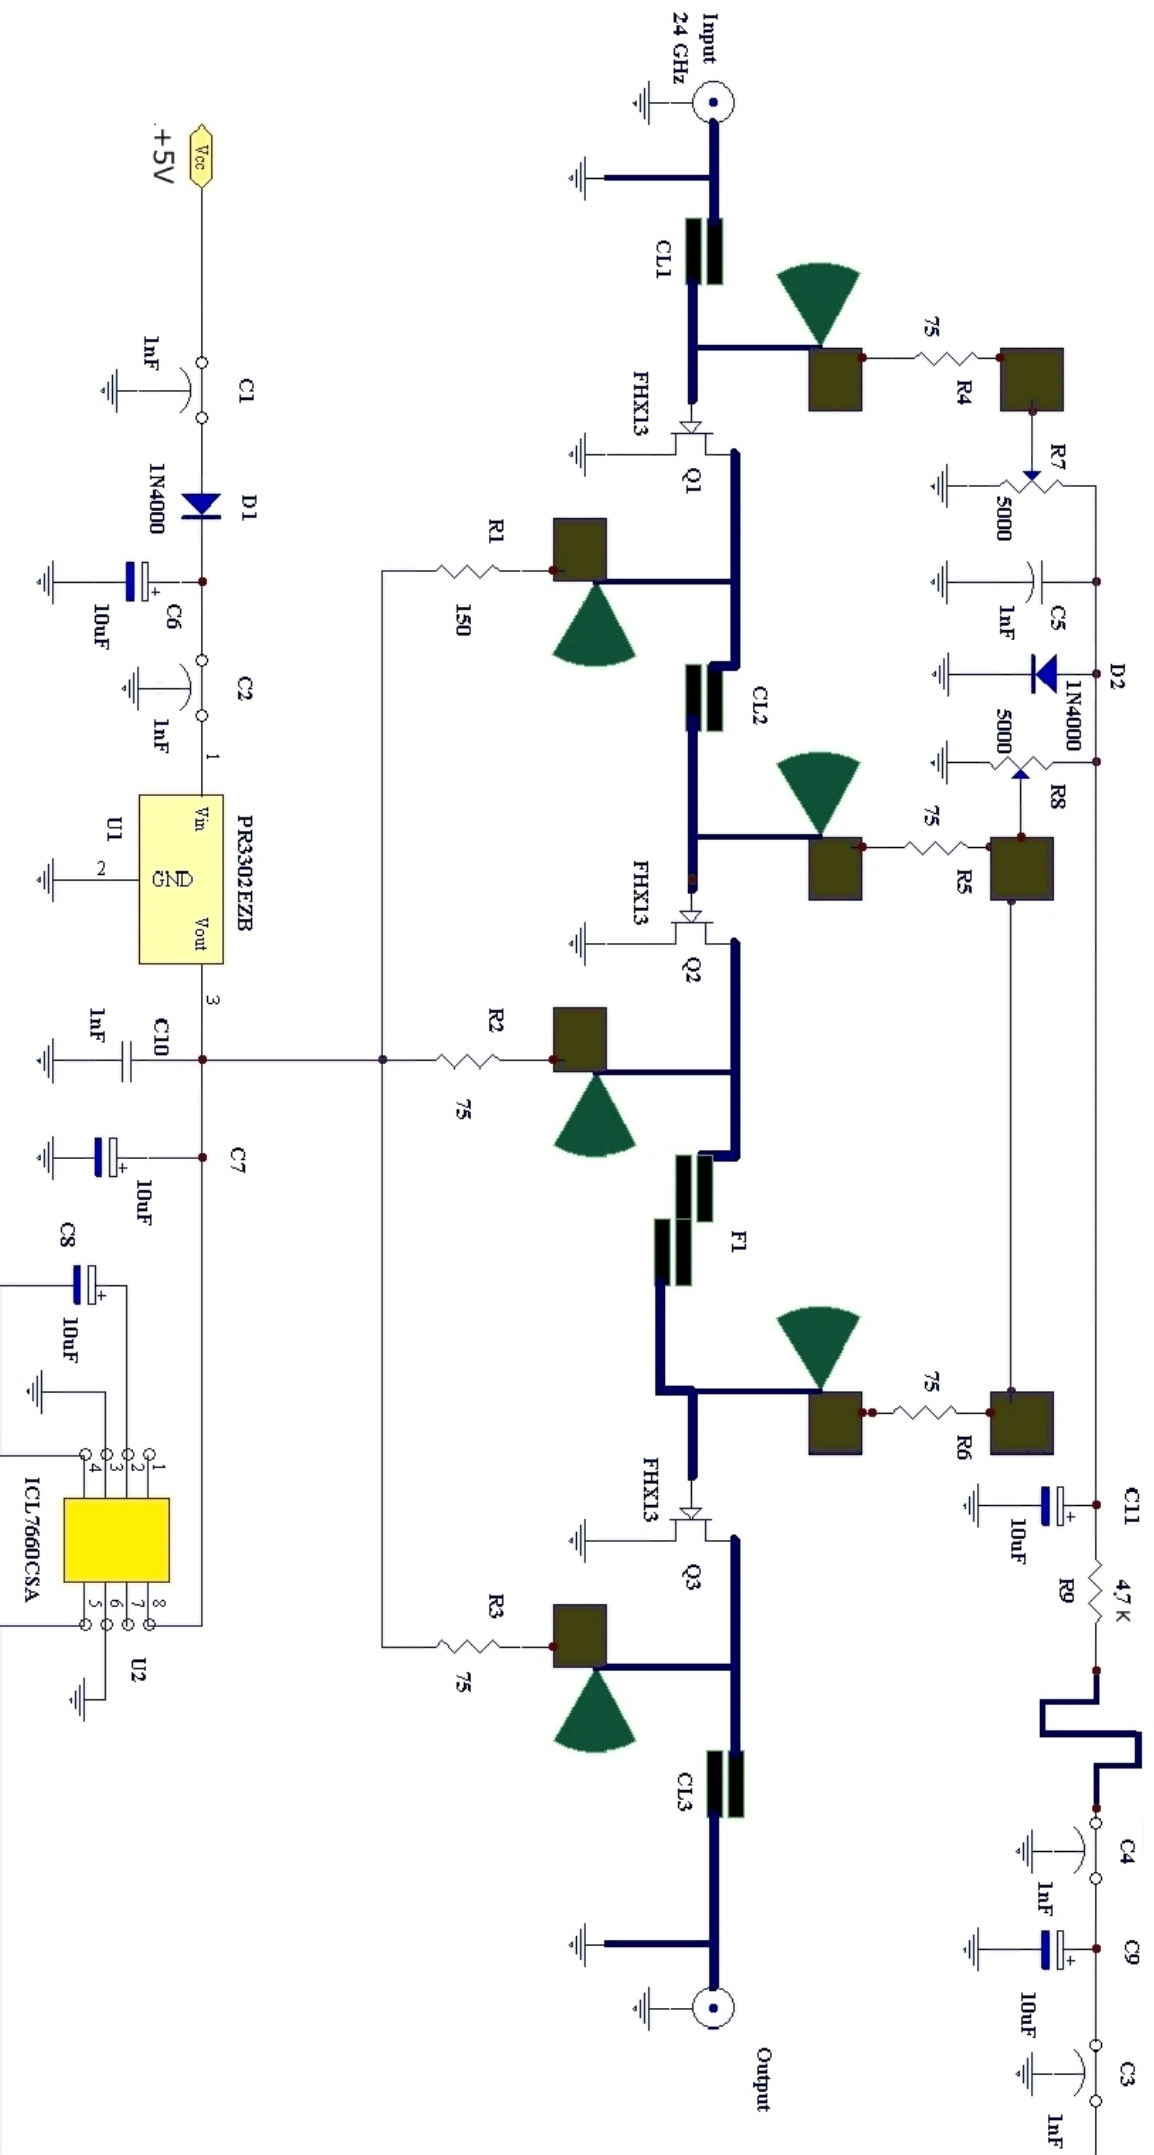 D2
C11
4,7 K
C4
C9
C3
R7
5000
C5
1nF
1N4000
5000
R8
10uF
R9
1nF
10uF
1nF
75
R4
75
R5
75
R6
Input
24 GHz
CL1
FHX13
Q1
CL2
FHX13
Q2
F1
FHX13
Q3
CL3
Output
R1
150
R2
75
R3
75
Vcc
+5V
C1
1nF
D1
1N4000
C6
10uF
C2
1nF
1
PR3302EZB
Vin
GND
Vout
U1
2
3
C10
1nF
C7
10uF
C8
10uF
1
2
3
4
8
7
6
5
ICL7660CSA
U2